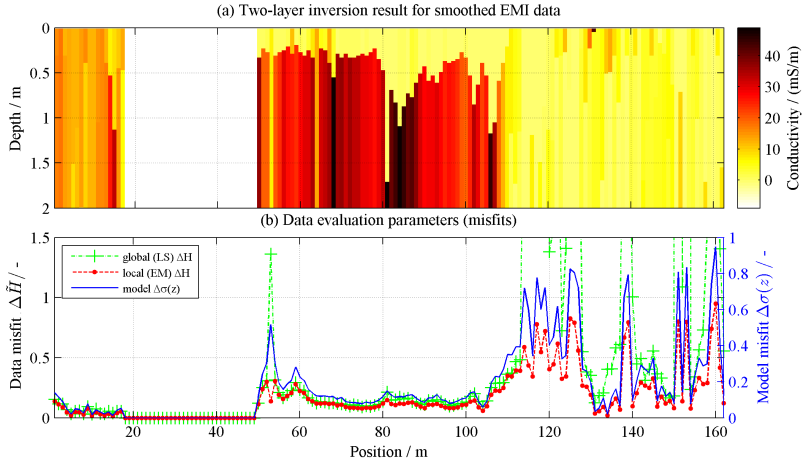 (a) Two-layer inversion result for smoothed EMI data
0
0.5
1
1.5
2
Depth / m
40
30
20
10
0
Conductivity / (mS/m)
(b) Data evaluation parameters (misfits)
1.5
1
0.5
0
Data misfit ΔH̃ / -
global (LS) ΔH
local (EM) ΔH
model Δσ(z)
1
0.8
0.6
0.4
0.2
0
Model misfit Δσ(z) / -
20 40 60 80 100 120 140 160
Position / m